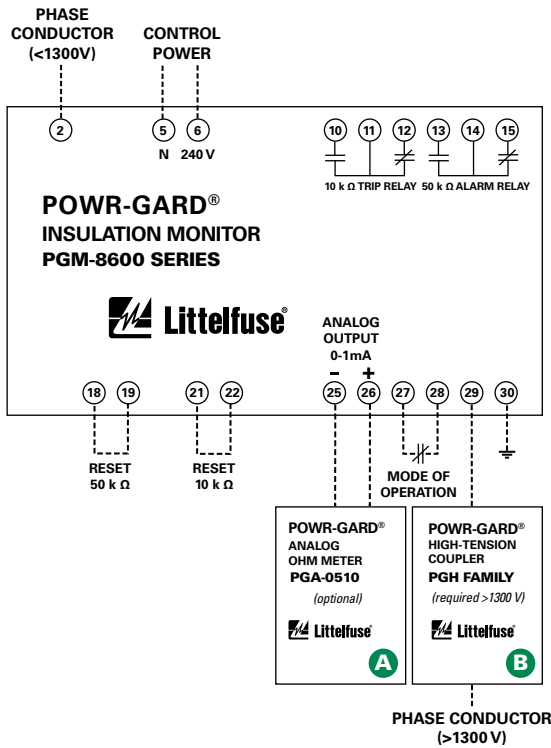 PHASE
CONDUCTOR
(<1300V)
CONTROL
POWER
2
5
6
N
240 V
10
11
12
13
14
15
10 k Ω TRIP RELAY
50 k Ω ALARM RELAY
POWR-GARD®
INSULATION MONITOR
PGM-8600 SERIES
Littelfuse®
ANALOG
OUTPUT
0-1mA
– +
18
19
21
22
25
26
27
28
29
30
RESET
50 k Ω
RESET
10 k Ω
MODE OF
OPERATION
POWR-GARD®
ANALOG
OHM METER
PGA-0510
(optional)
Littelfuse®
A
POWR-GARD®
HIGH-TENSION
COUPLER
PGH FAMILY
(required >1300 V)
Littelfuse®
B
PHASE CONDUCTOR
(>1300 V)